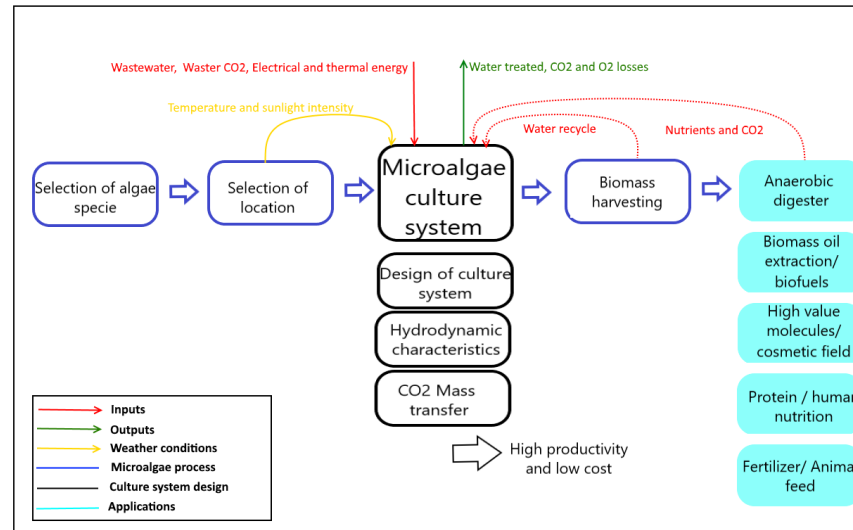 Wastewater, Waster CO2, Electrical and thermal energy
Water treated, CO2 and O2 losses
Temperature and sunlight intensity
Water recycle
Nutrients and CO2
Selection of algae
specie
Selection of
location
Microalgae
culture
system
Biomass
harvesting
Anaerobic
digester
Design of culture
system
Hydrodynamic
characteristics
CO2 Mass
transfer
High productivity
and low cost
Biomass oil
extraction/
biofuels
High value
molecules/
cosmetic field
Protein / human
nutrition
Fertilizer/ Animal
feed
Inputs
Outputs
Weather conditions
Microalgae process
Culture system design
Applications